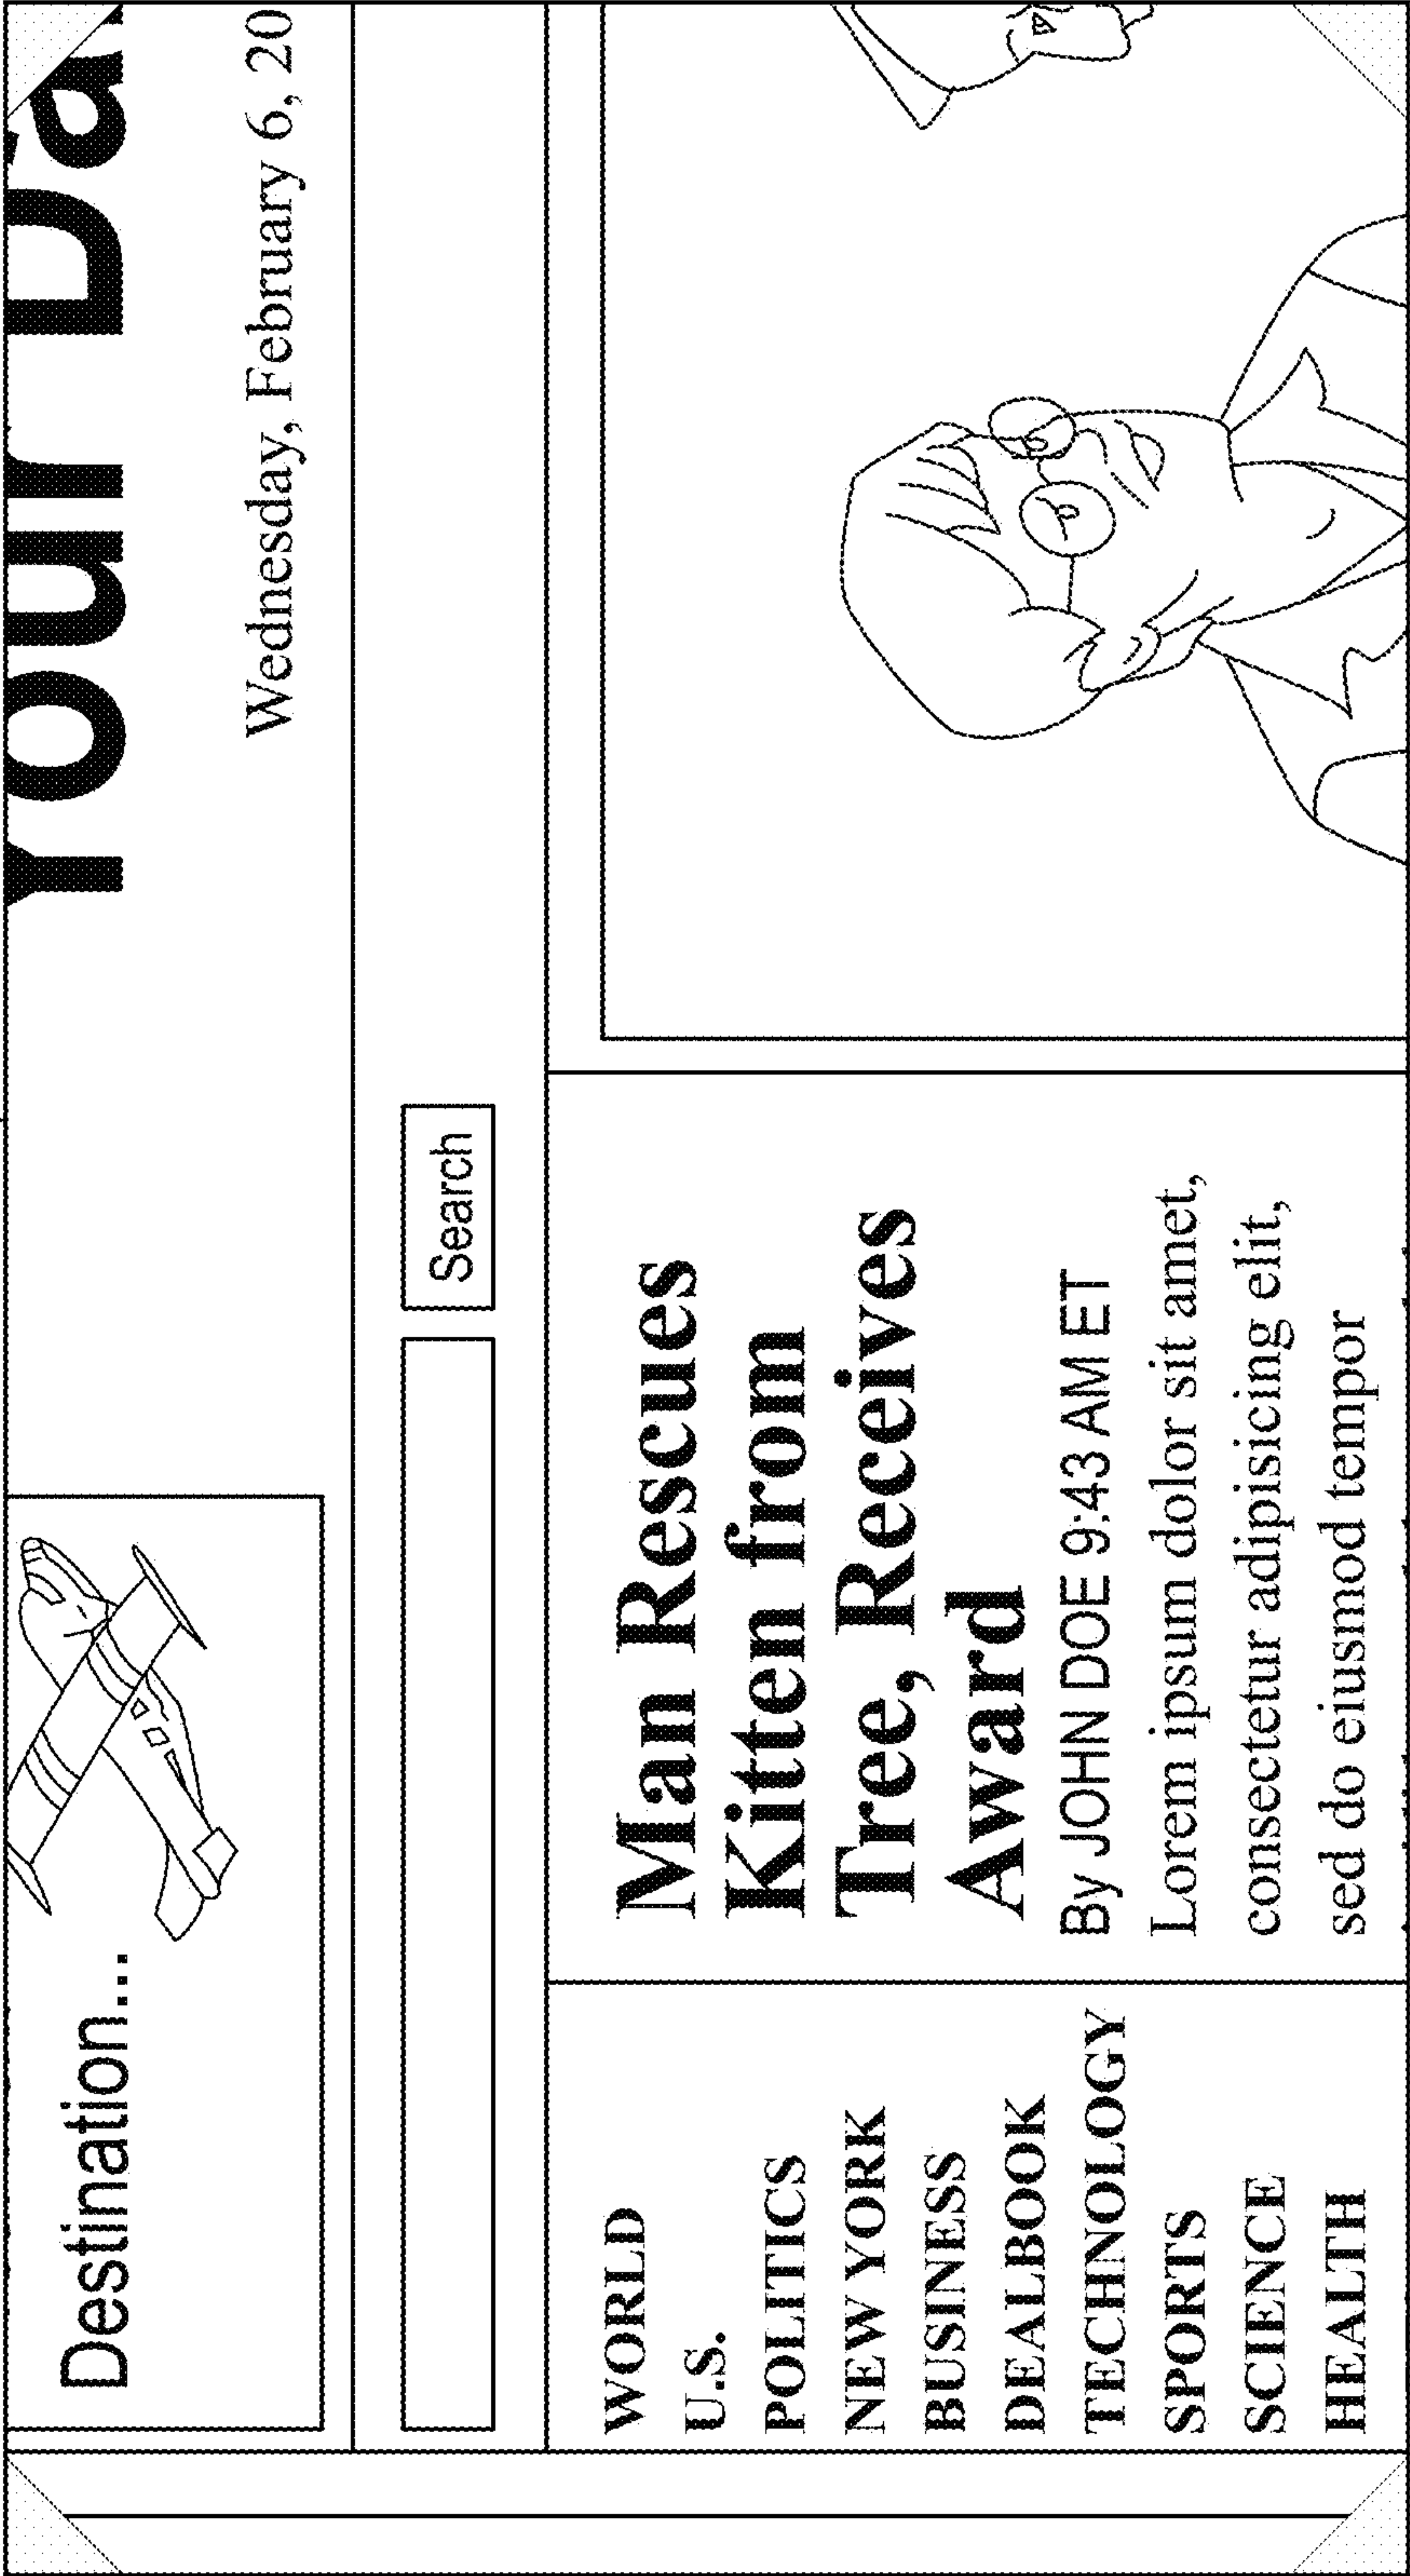 Your Da
Destination...
Wednesday, February 6, 20
Search
WORLD
U.S.
POLITICS
NEW YORK
BUSINESS
DEALBOOK
TECHNOLOGY
SPORTS
SCIENCE
HEALTH
Man Rescues
Kitten from
Tree, Receives
Award
By JOHN DOE 9:43 AM ET
Lorem ipsum dolor sit amet,
consectetur adipisicing elit,
sed do eiusmod tempor